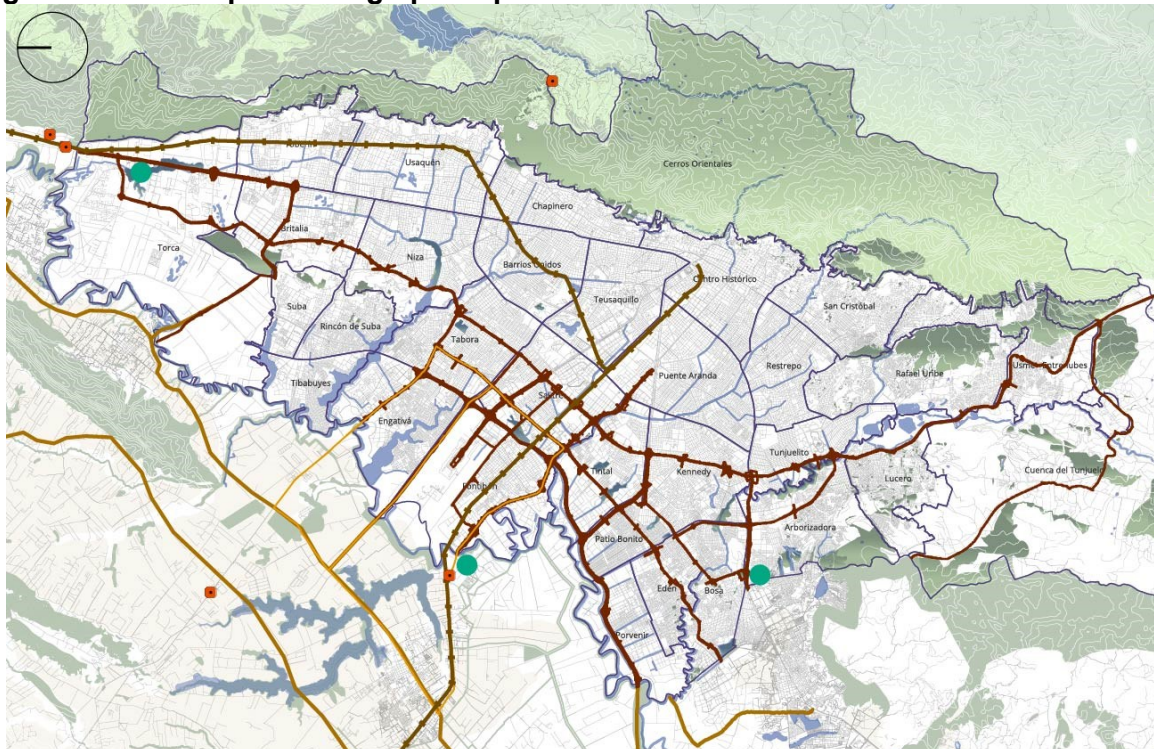 Cerros Orientales
Usaquén
Chapinero
Britalia
Torca
Niza
Barrios Unidos
Centro Histórico
Teusaquillo
San Cristóbal
Suba
Rincón de Suba
Tabora
Restrepo
Usme- Entrenubes
Puente Aranda
Rafael Uribe
Tibabuyes
Salitre
Engativá
Tunjuelito
Tintal
Kennedy
Cuenca del Tunjuelo
Lucero
Fontibón
Arborizadora
Patio Bonito
Edén
Bosa
Porvenir